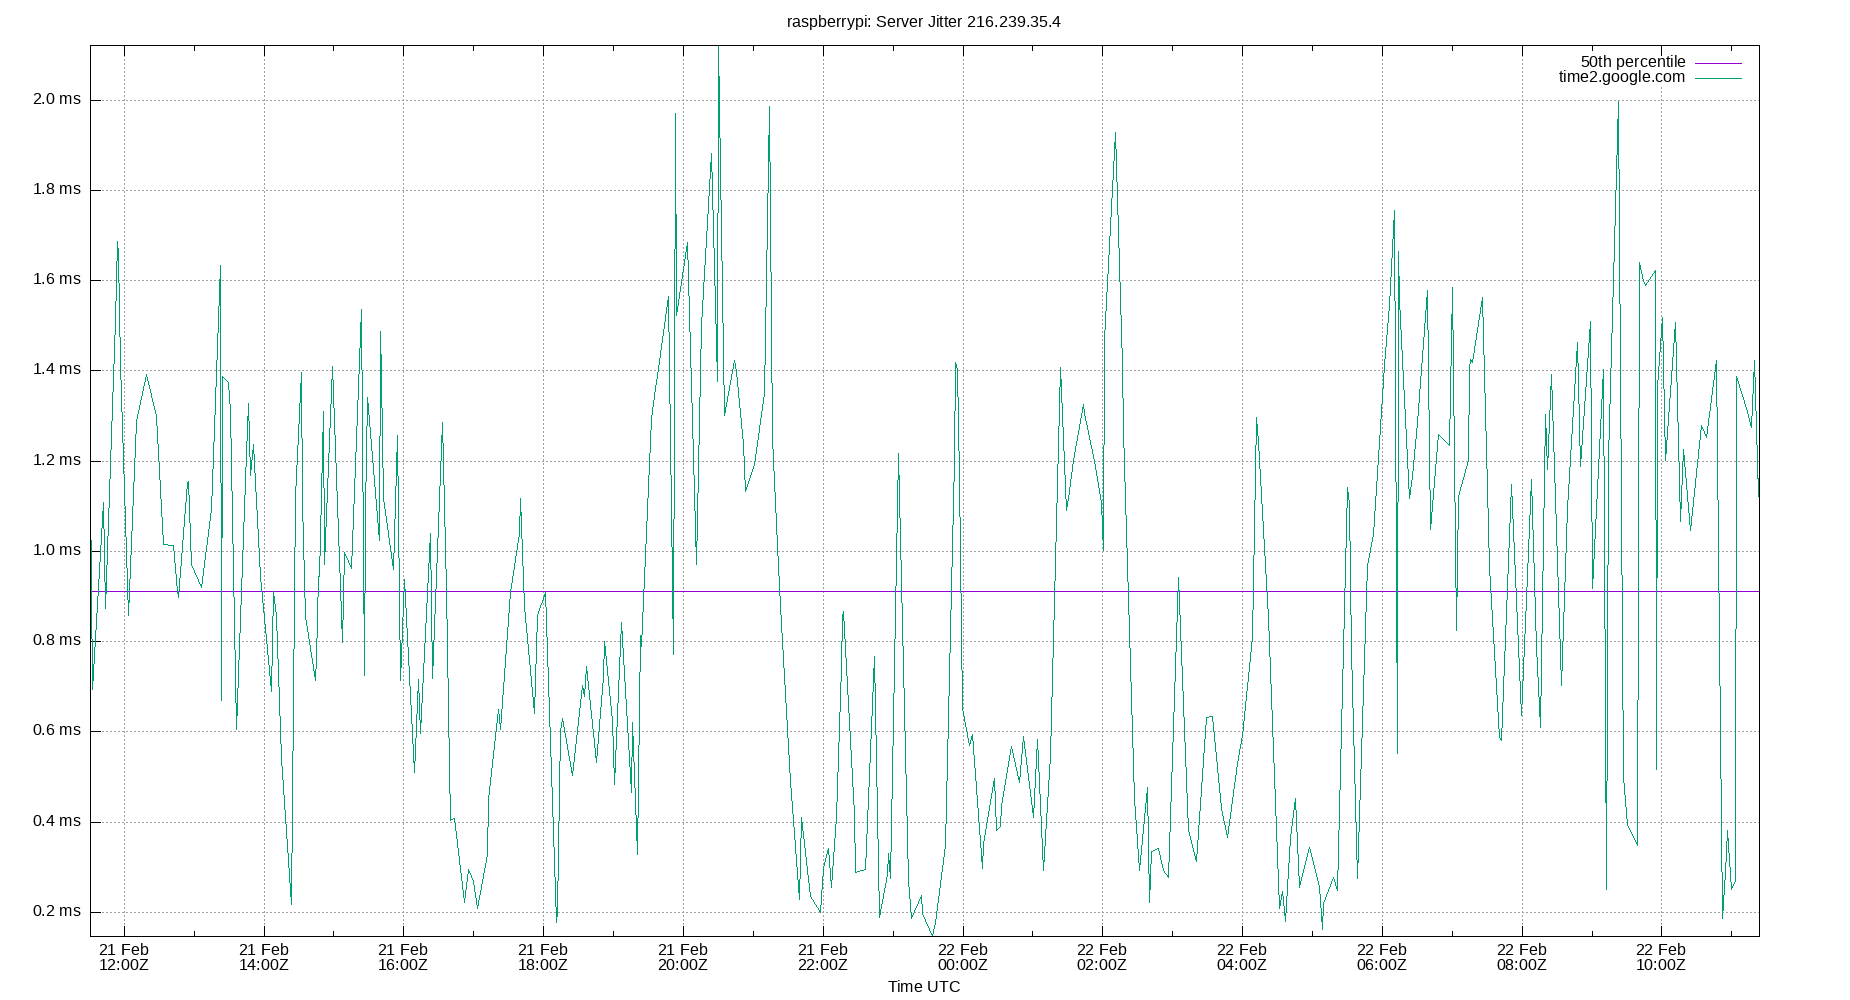 raspberrypi: Server Jitter 216.239.35.4
50th percentile
time2.google.com
2.0 ms
1.8 ms
1.6 ms
1.4 ms
1.2 ms
1.0 ms
0.8 ms
0.6 ms
0.4 ms
0.2 ms
21 Feb 21 Feb 21 Feb 21 Feb 21 Feb 21 Feb 22 Feb 22 Feb 22 Feb 22 Feb 22 Feb 22 Feb
12:00Z 14:00Z 16:00Z 18:00Z 20:00Z 22:00Z 00:00Z 02:00Z 04:00Z 06:00Z 08:00Z 10:00Z
Time UTC